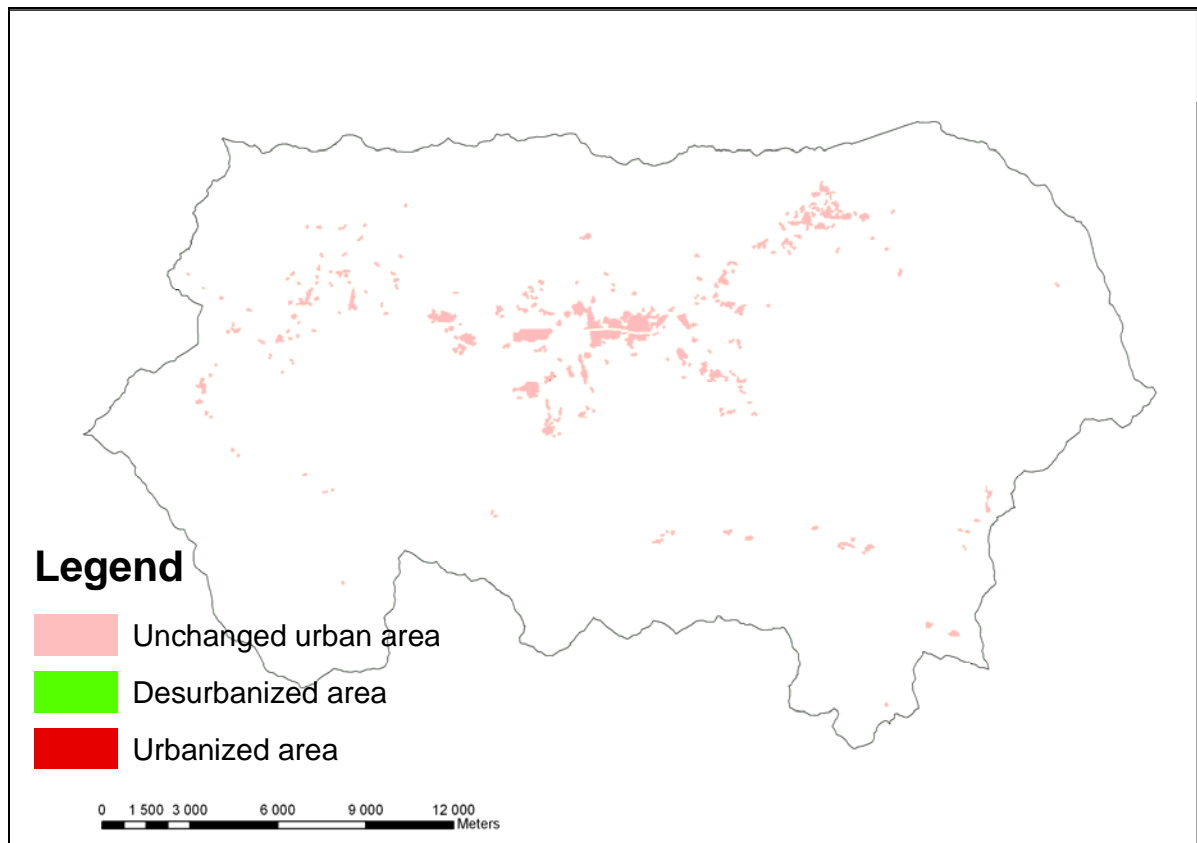 Legend
Unchanged urban area
Desurbanized area
Urbanized area
0 1 500 3 000 6 000 9 000 12 000
Meters